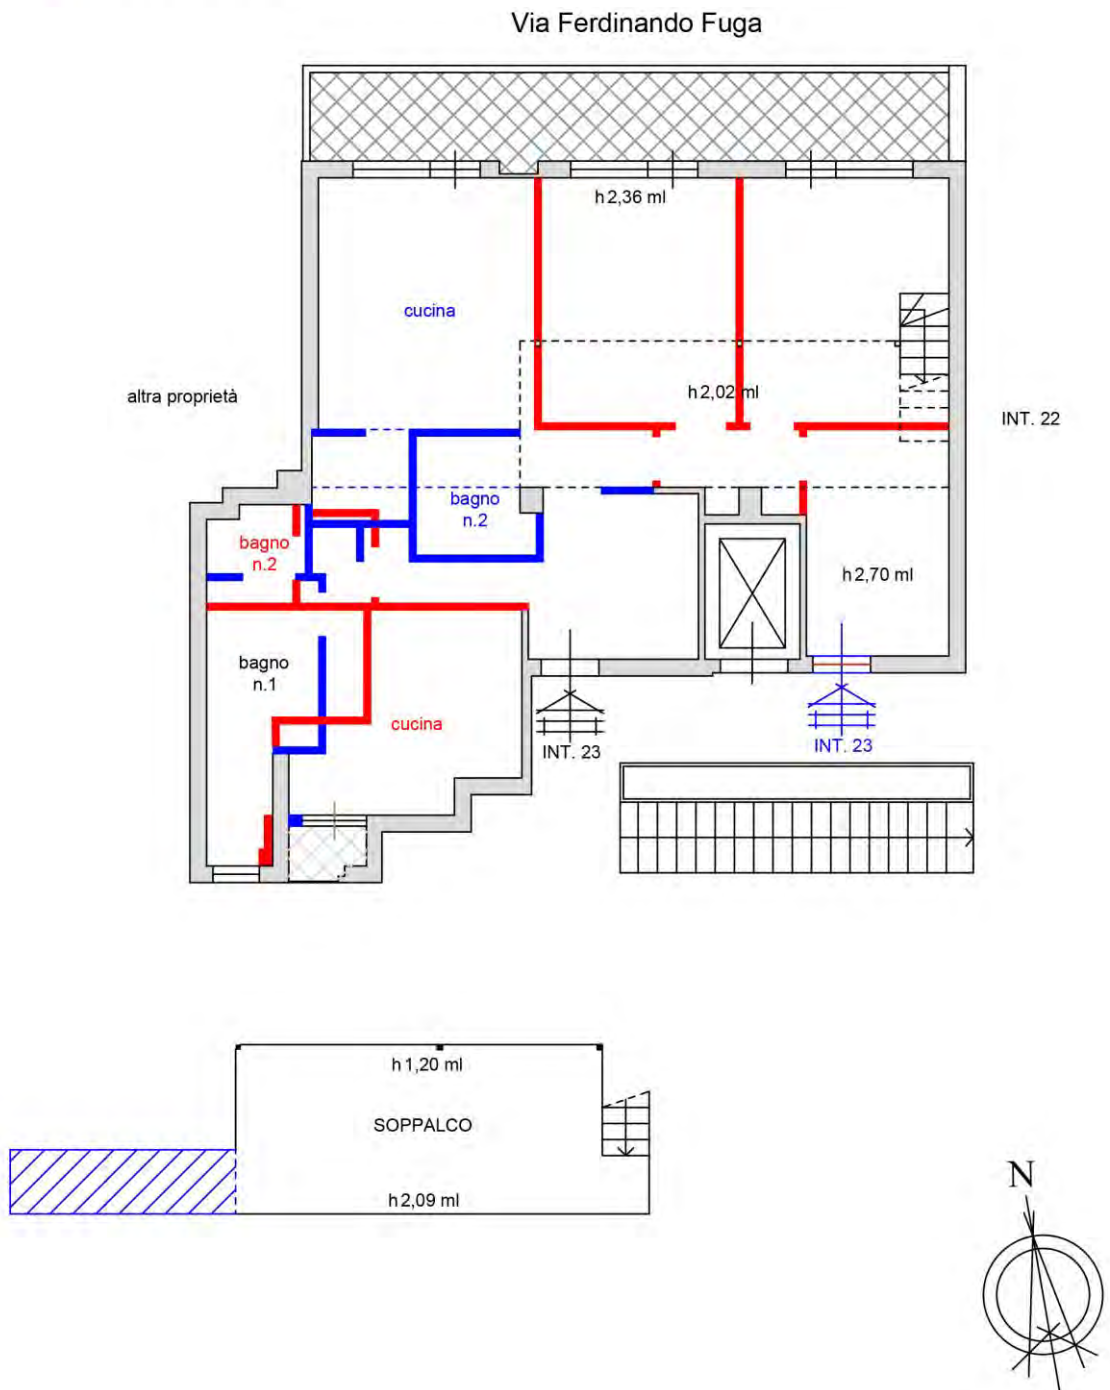 Via Ferdinando Fuga
h 2,36 ml
cucina
h 2,02 ml
altra proprietà
INT. 22
bagno
n.2
bagno
n.2
h 2,70 ml
bagno
n.1
cucina
INT. 23
INT. 23
h 1,20 ml
SOPPALCO
h 2,09 ml
N